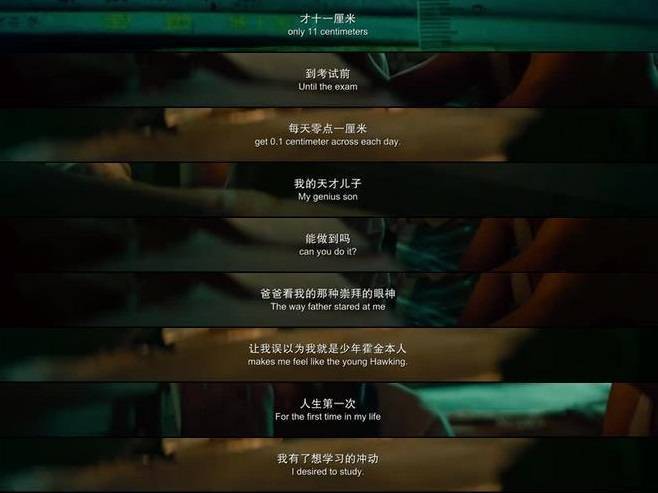 才十一厘米
only 11 centimeters
到考试前
Until the exam
每天零点一厘米
get 0.1 centimeter across each day.
我的天才儿子
My genius son
能做到吗
can you do it?
爸爸看我的那种崇拜的眼神
The way father stared at me
让我误以为我就是少年霍金本人
makes me feel like the young Hawking.
人生第一次
For the first time in my life
我有了想学习的冲动
I desired to study.